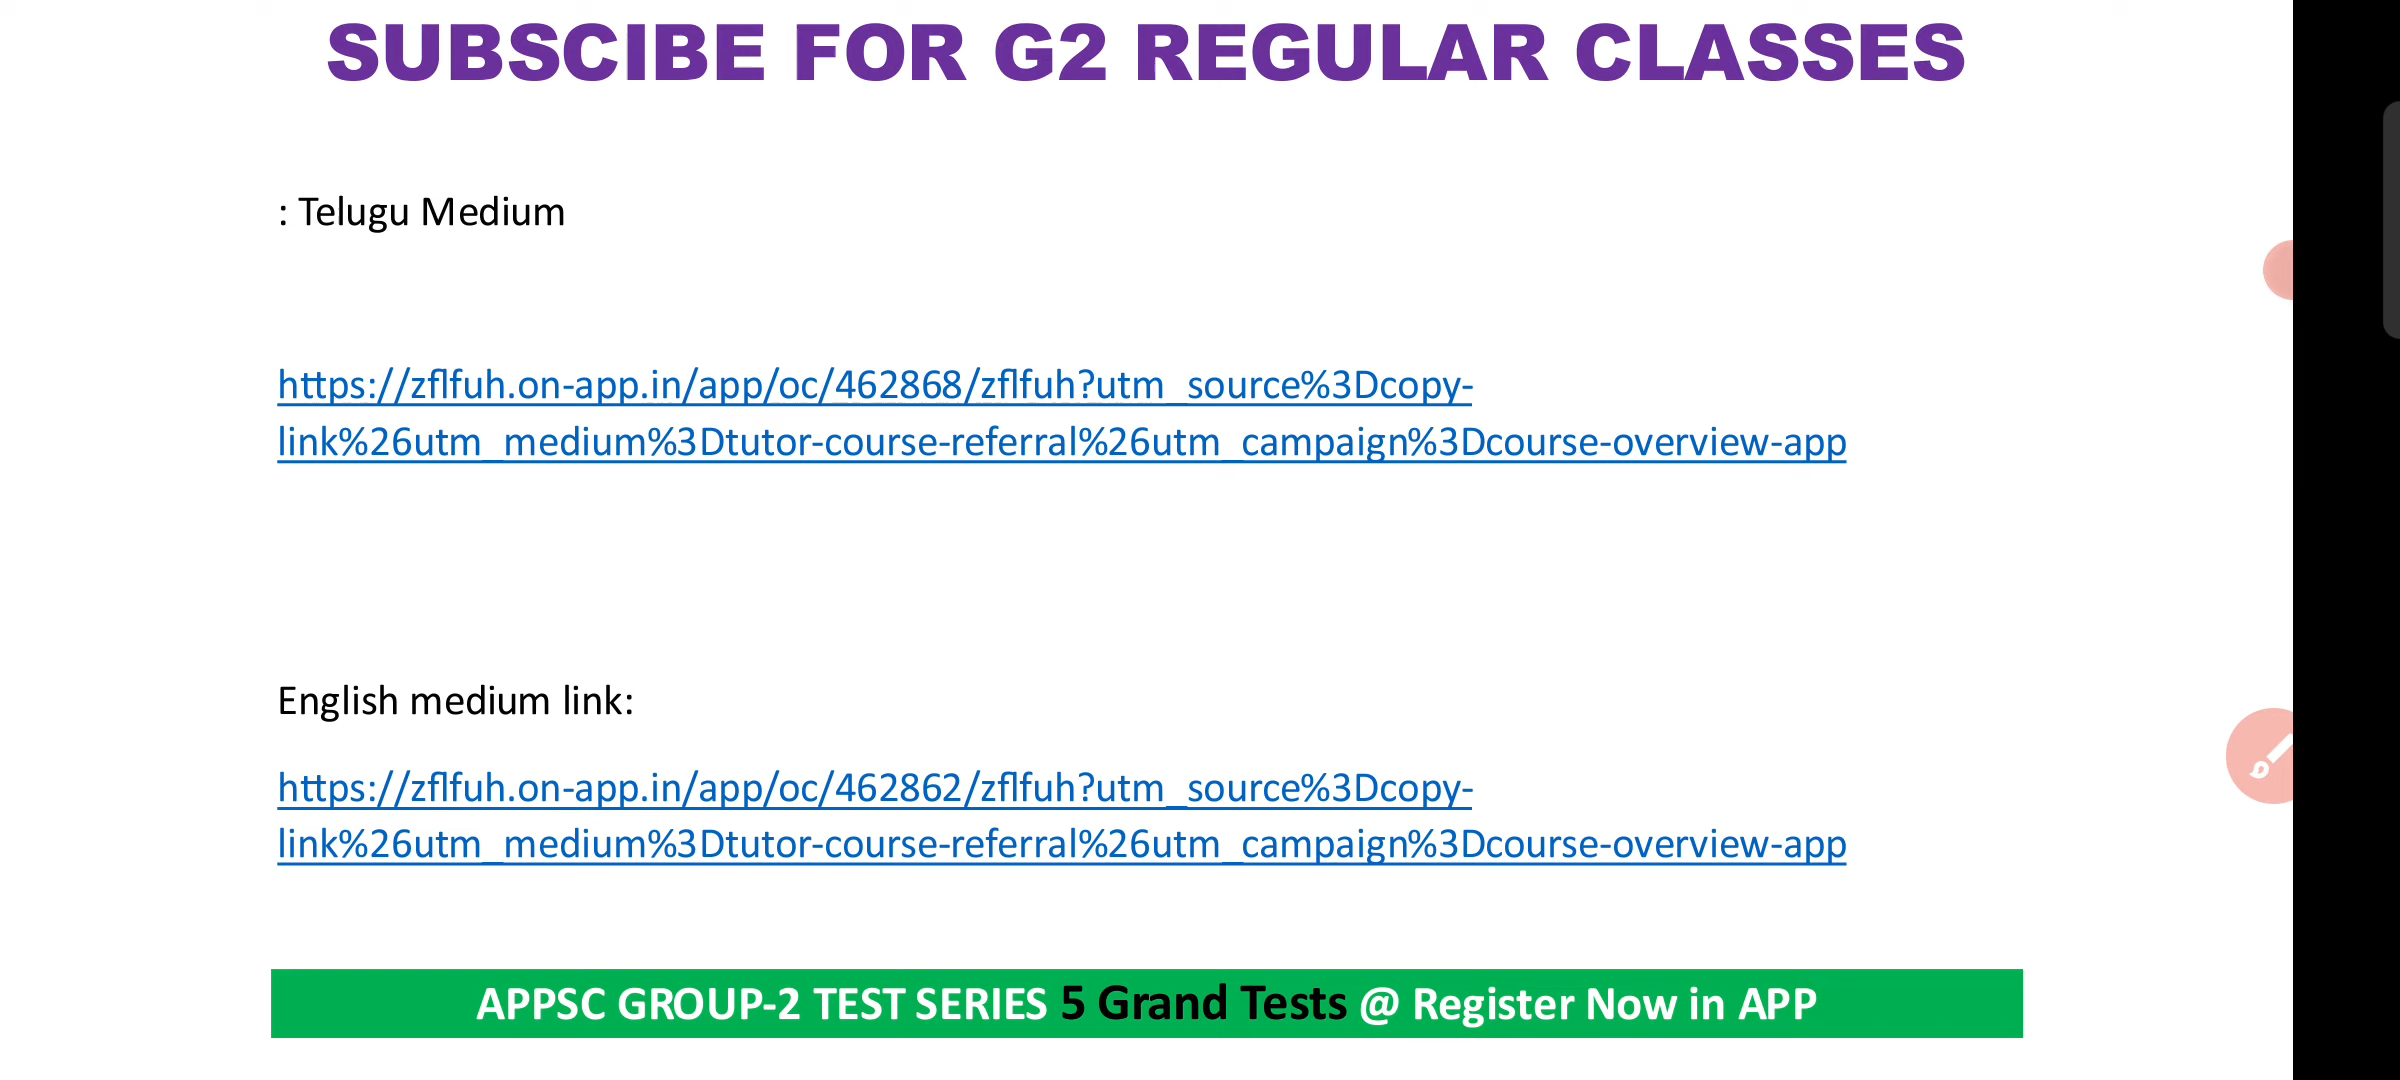 SUBSCIBE FOR G2 REGULAR CLASSES
: Telugu Medium
https://zflfuh.on-app.in/app/oc/462868/zflfuh?utm_source%3Dcopy-
link%26utm_medium%3Dtutor-course-referral%26utm_campaign%3Dcourse-overview-app
English medium link:
https://zflfuh.on-app.in/app/oc/462862/zflfuh?utm_source%3Dcopy-
link%26utm_medium%3Dtutor-course-referral%26utm_campaign%3Dcourse-overview-app
APPSC GROUP-2 TEST SERIES 5 Grand Tests @ Register Now in APP